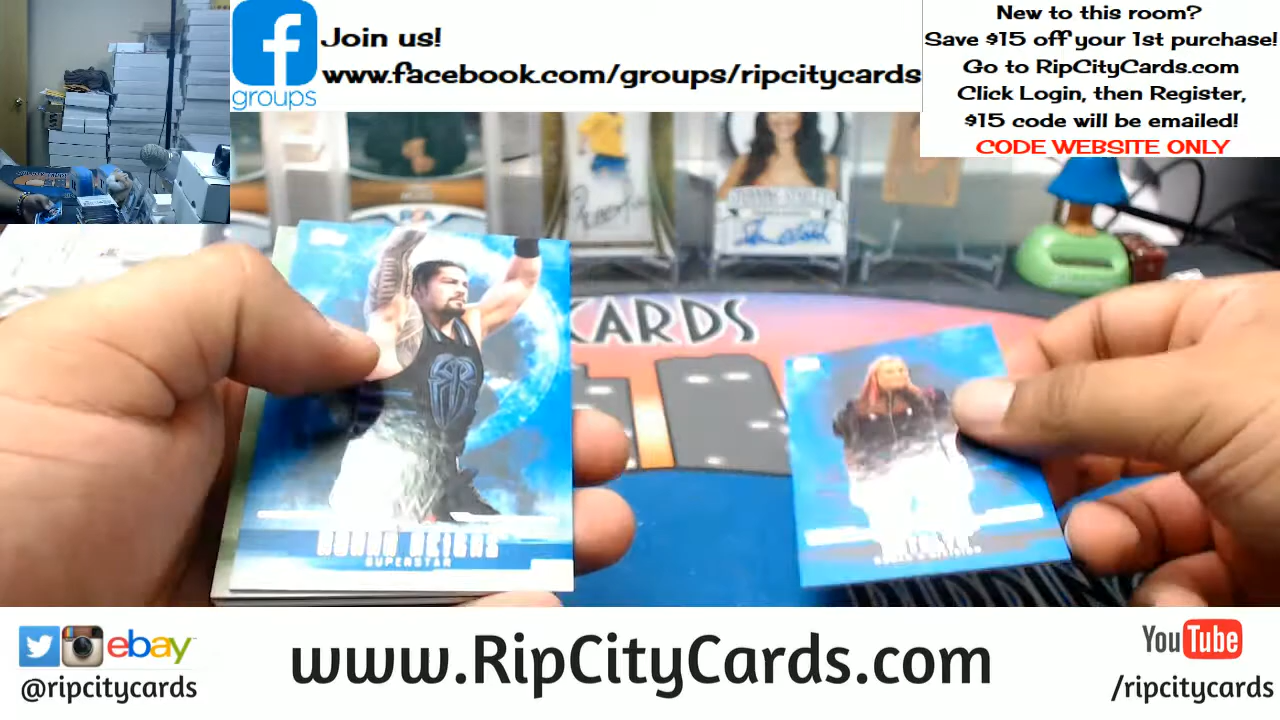 groups
Join us!
www.facebook.com/groups/ripcitycards
New to this room?
Save $15 off your 1st purchase!
Go to RipCityCards.com
Click Login, then Register,
$15 code will be emailed!
CODE WEBSITE ONLY
CARDS
ROMAN REIGNS
SUPERSTAR
ebay
@ripcitycards
www.RipCityCards.com
YouTube
/ripcitycards